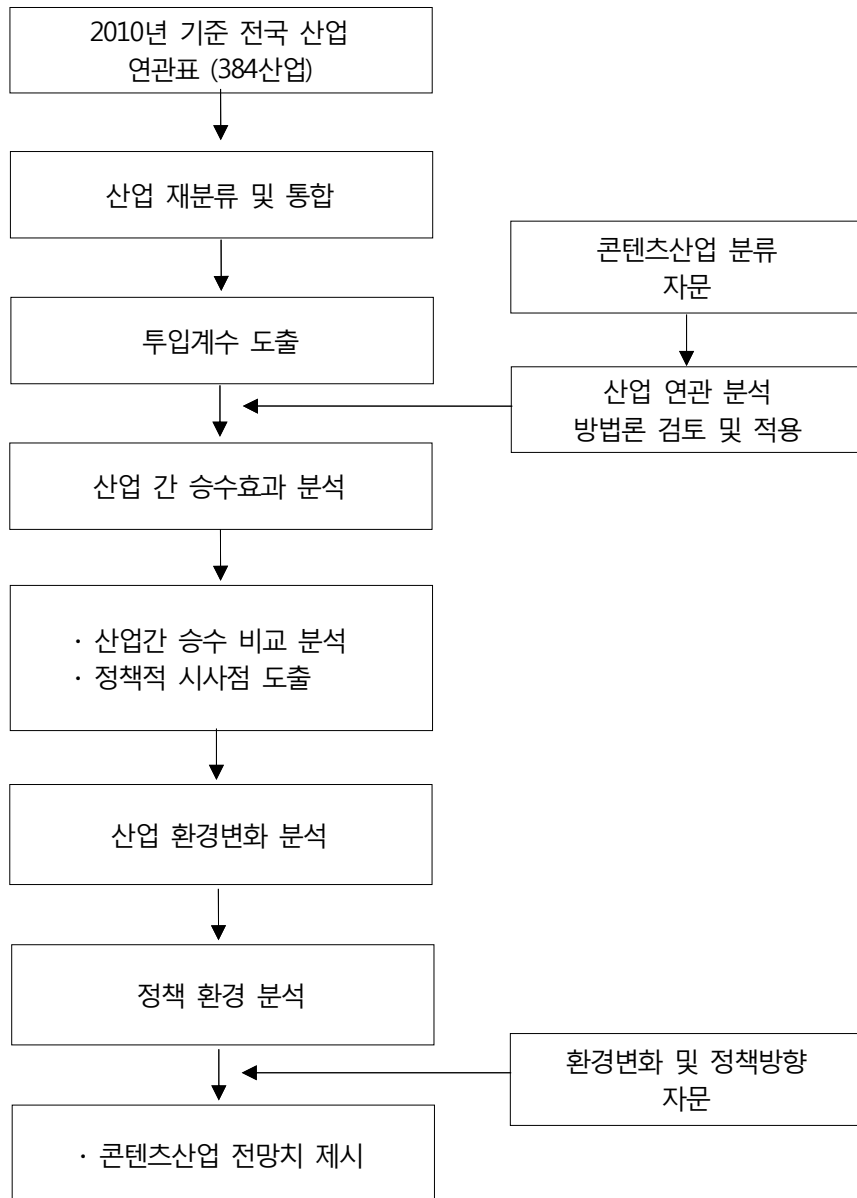 2010년 기준 전국 산업
연관표 (384산업)
산업 재분류 및 통합
콘텐츠산업 분류
자문
투입계수 도출
산업 연관 분석
방법론 검토 및 적용
산업 간 승수효과 분석
· 산업간 승수 비교 분석
· 정책적 시사점 도출
산업 환경변화 분석
정책 환경 분석
환경변화 및 정책방향
자문
· 콘텐츠산업 전망치 제시